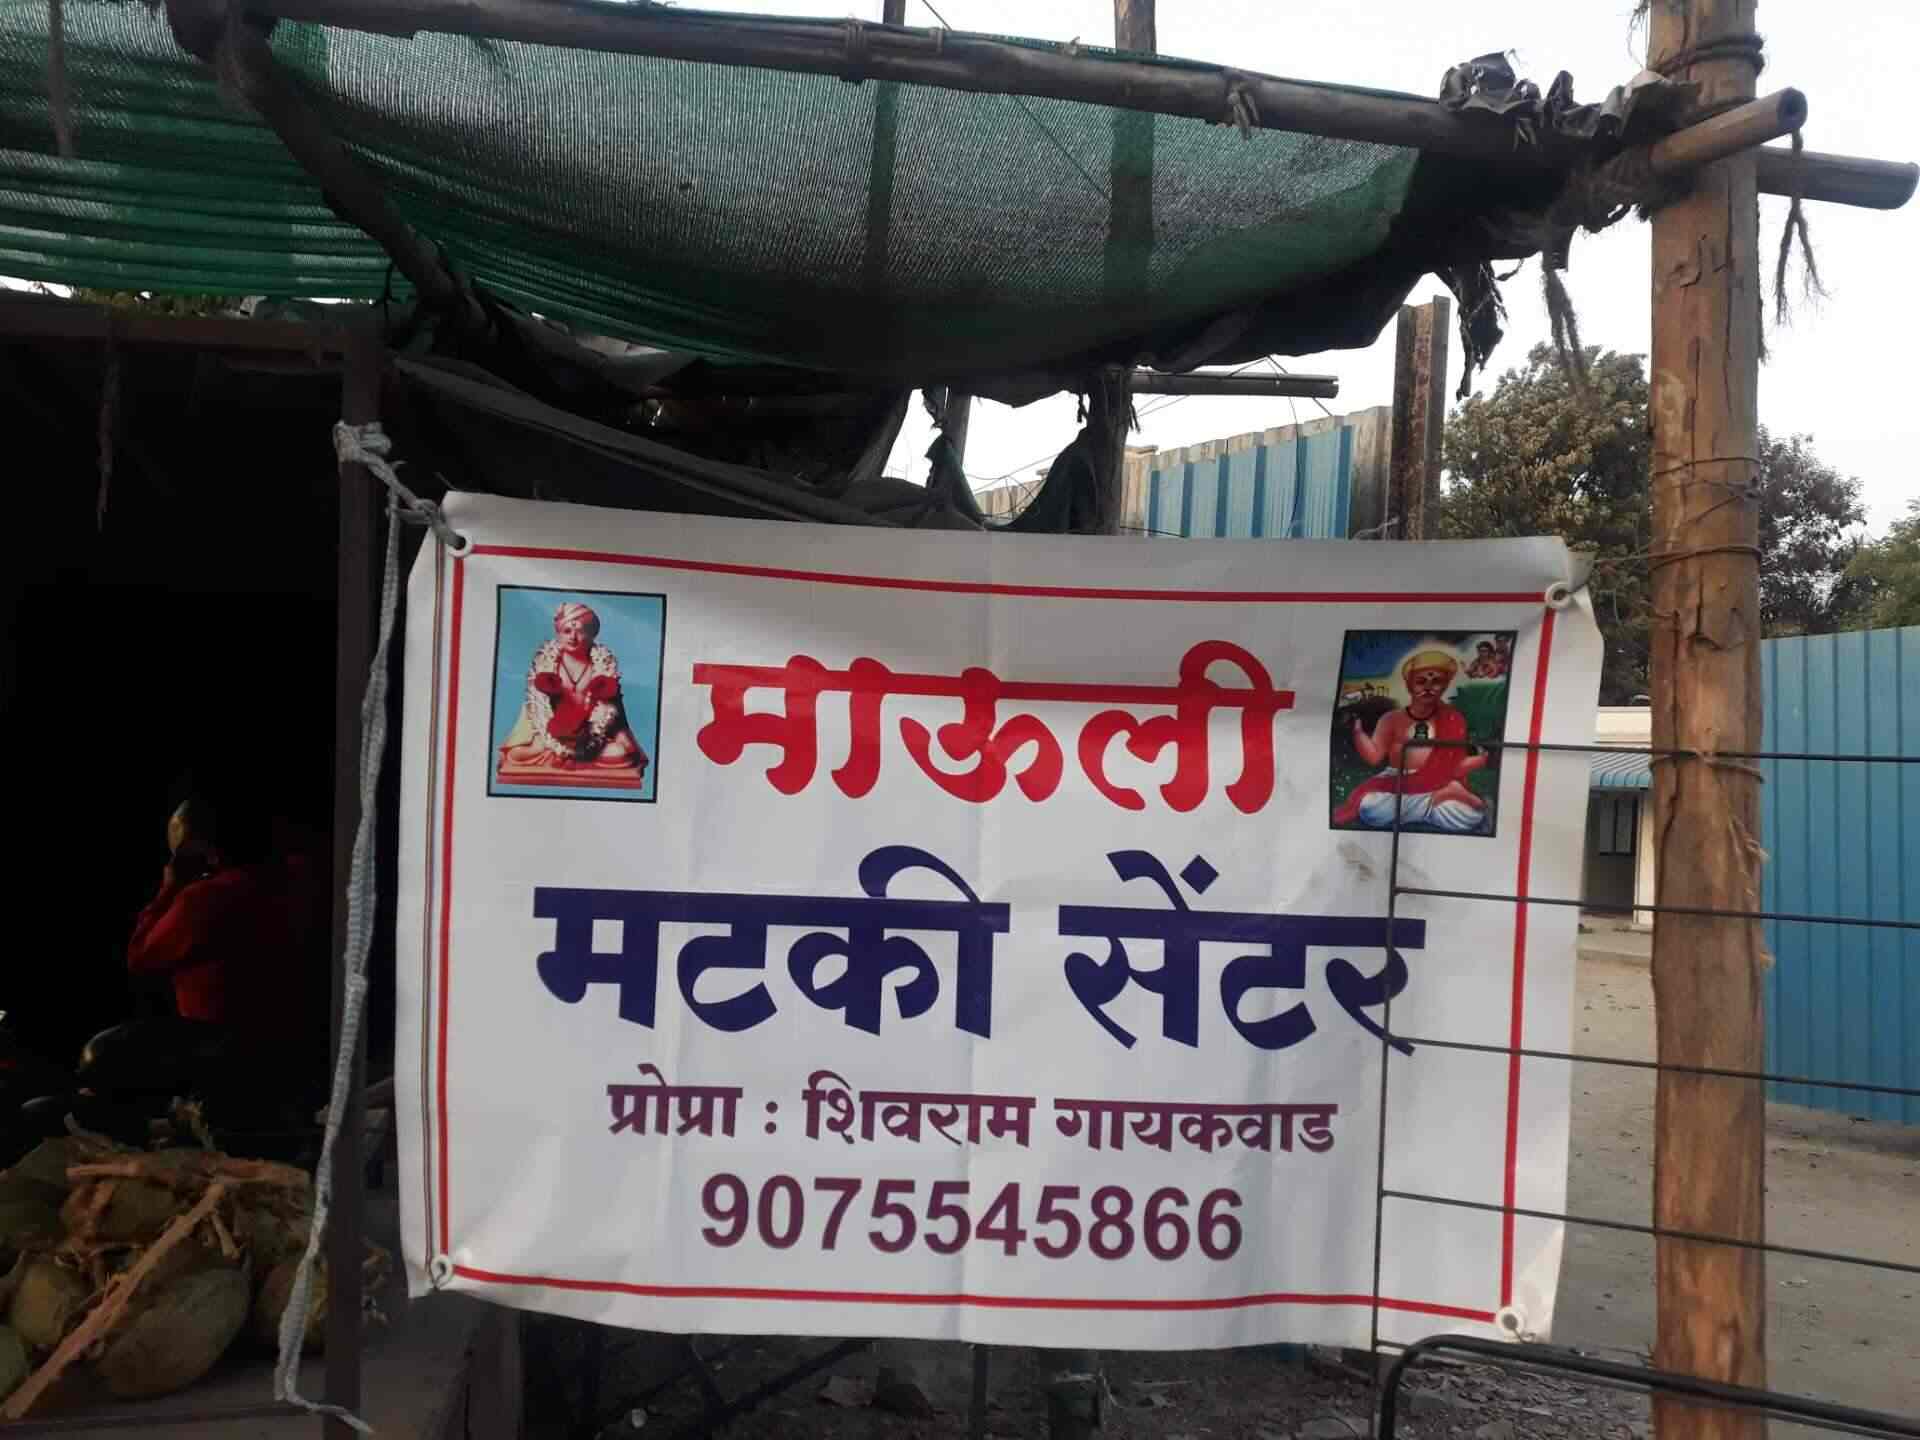 माऊली
मटकी सेंटर
प्रोप्रा : शिवराम गायकवाड
9075545866